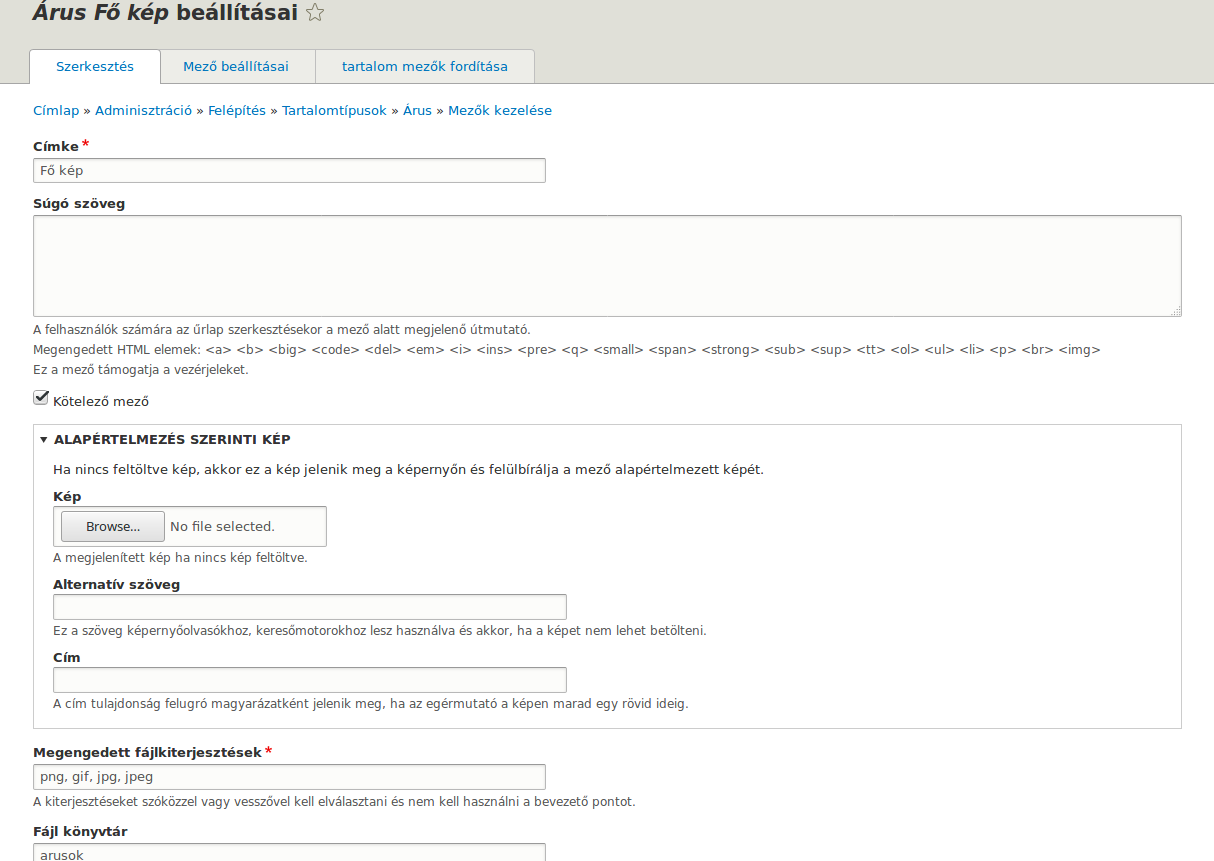 Árus Fő kép beállításai
Szerkesztés
Mező beállításai
tartalom mezők fordítása
Címlap » Adminisztráció » Felépítés » Tartalomtípusok » Árus » Mezők kezelése
Címke *
Fő kép
Súgó szöveg
A felhasználók számára az űrlap szerkesztésekor a mező alatt megjelenő útmutató.
Megengedett HTML elemek: <a> <b> <big> <code> <del> <em> <i> <ins> <pre> <q> <small> <span> <strong> <sub> <sup> <tt> <ol> <ul> <li> <p> <br> <img>
Ez a mező támogatja a vezérjeleket.
Kötelező mező
ALAPÉRTELMEZÉS SZERINTI KÉP
Ha nincs feltöltve kép, akkor ez a kép jelenik meg a képernyőn és felülbírálja a mező alapértelmezett képét.
Kép
Browse... No file selected.
A megjelenített kép ha nincs kép feltöltve.
Alternatív szöveg
Ez a szöveg képernyőolvasókhoz, keresőmotorokhoz lesz használva és akkor, ha a képet nem lehet betölteni.
Cím
A cím tulajdonság felugró magyarázatként jelenik meg, ha az egérmutató a képen marad egy rövid ideig.
Megengedett fájlkiterjesztések *
png, gif, jpg, jpeg
A kiterjesztéseket szóközzel vagy vesszővel kell elválasztani és nem kell használni a bevezető pontot.
Fájl könyvtár
arusok